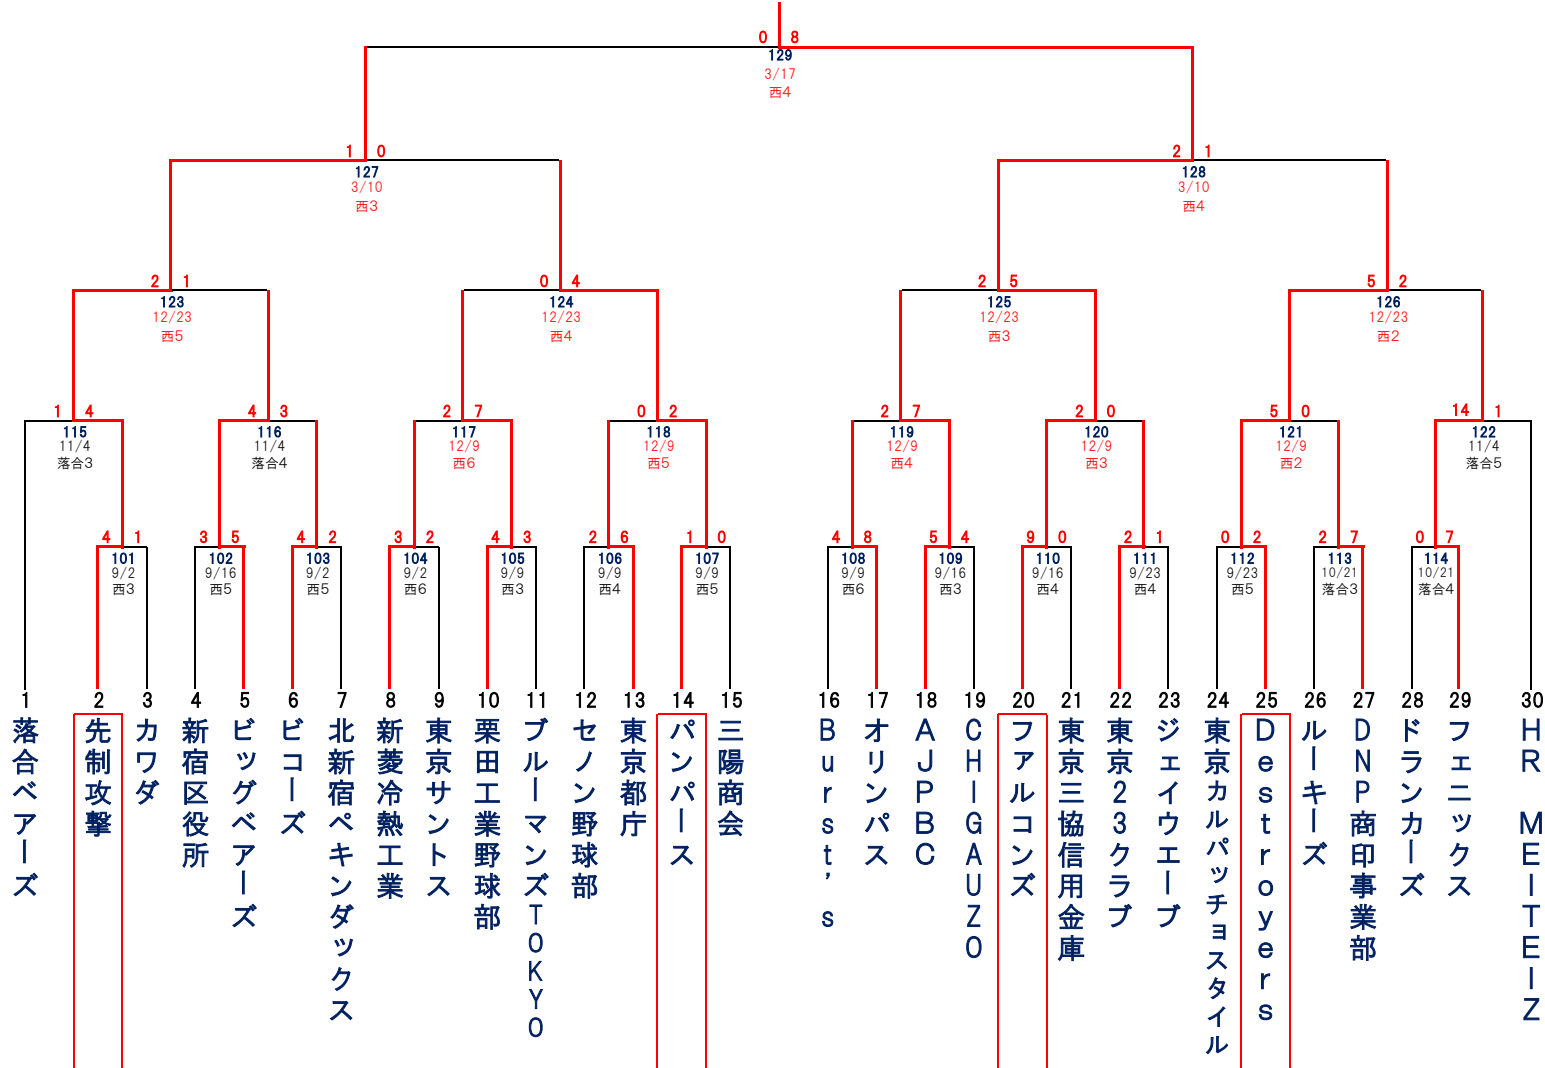 0 8
129
3/17
西4
1 0
127
3/10
西3
2 1
128
3/10
西4
2 1
123
12/23
西5
0 4
124
12/23
西4
2 5
125
12/23
西3
5 2
126
12/23
西2
1 4
115
11/4
落合3
4 3
116
11/4
落合4
2 7
117
12/9
西6
0 2
118
12/9
西5
2 7
119
12/9
西4
2 0
120
12/9
西3
5 0
121
12/9
西2
14 1
122
11/4
落合5
4 1
101
9/2
西3
3 5
102
9/16
西5
4 2
103
9/2
西5
3 2
104
9/2
西6
4 3
105
9/9
西3
2 6
106
9/9
西4
1 0
107
9/9
西5
4 8
108
9/9
西6
5 4
109
9/16
西3
9 0
110
9/16
西4
2 1
111
9/23
西4
0 2
112
9/23
西5
2 7
113
10/21
落合3
0 7
114
10/21
落合4
1
落合ベアーズ
2
先制攻撃
3
カワダ
4
新宿区役所
5
ビッグベアーズ
6
ビコーズ
7
北新宿ペキンダックス
8
新菱冷熱工業
9
東京サントス
10
栗田工業野球部
11
ブルーマンズTOKYO
12
セノン野球部
13
東京都庁
14
パンパース
15
三陽商会
16
Burst’s
17
オリンパス
18
AJPBC
19
CHIGAUZO
20
ファルコンズ
21
東京三協信用金庫
22
東京23クラブ
23
ジェイウエーブ
24
東京カルパッチョスタイル
25
Destroyers
26
ルーキーズ
27
DNP商印事業部
28
ドランカーズ
29
フェニックス
30
HR MEITEIZ